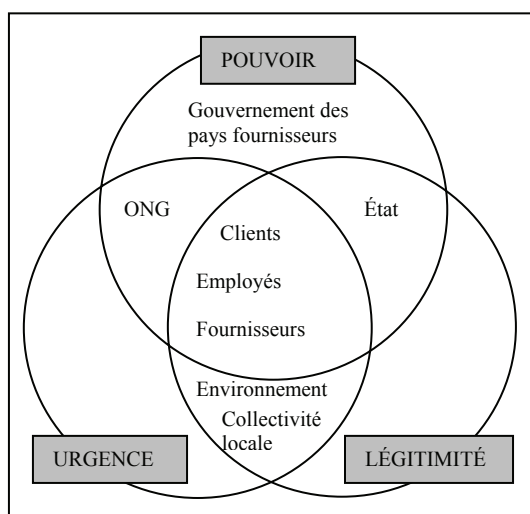 POUVOIR
Gouvernement des
pays fournisseurs
ONG
État
Clients
Employés
Fournisseurs
Environnement
Collectivité
locale
URGENCE
LÉGITIMITÉ